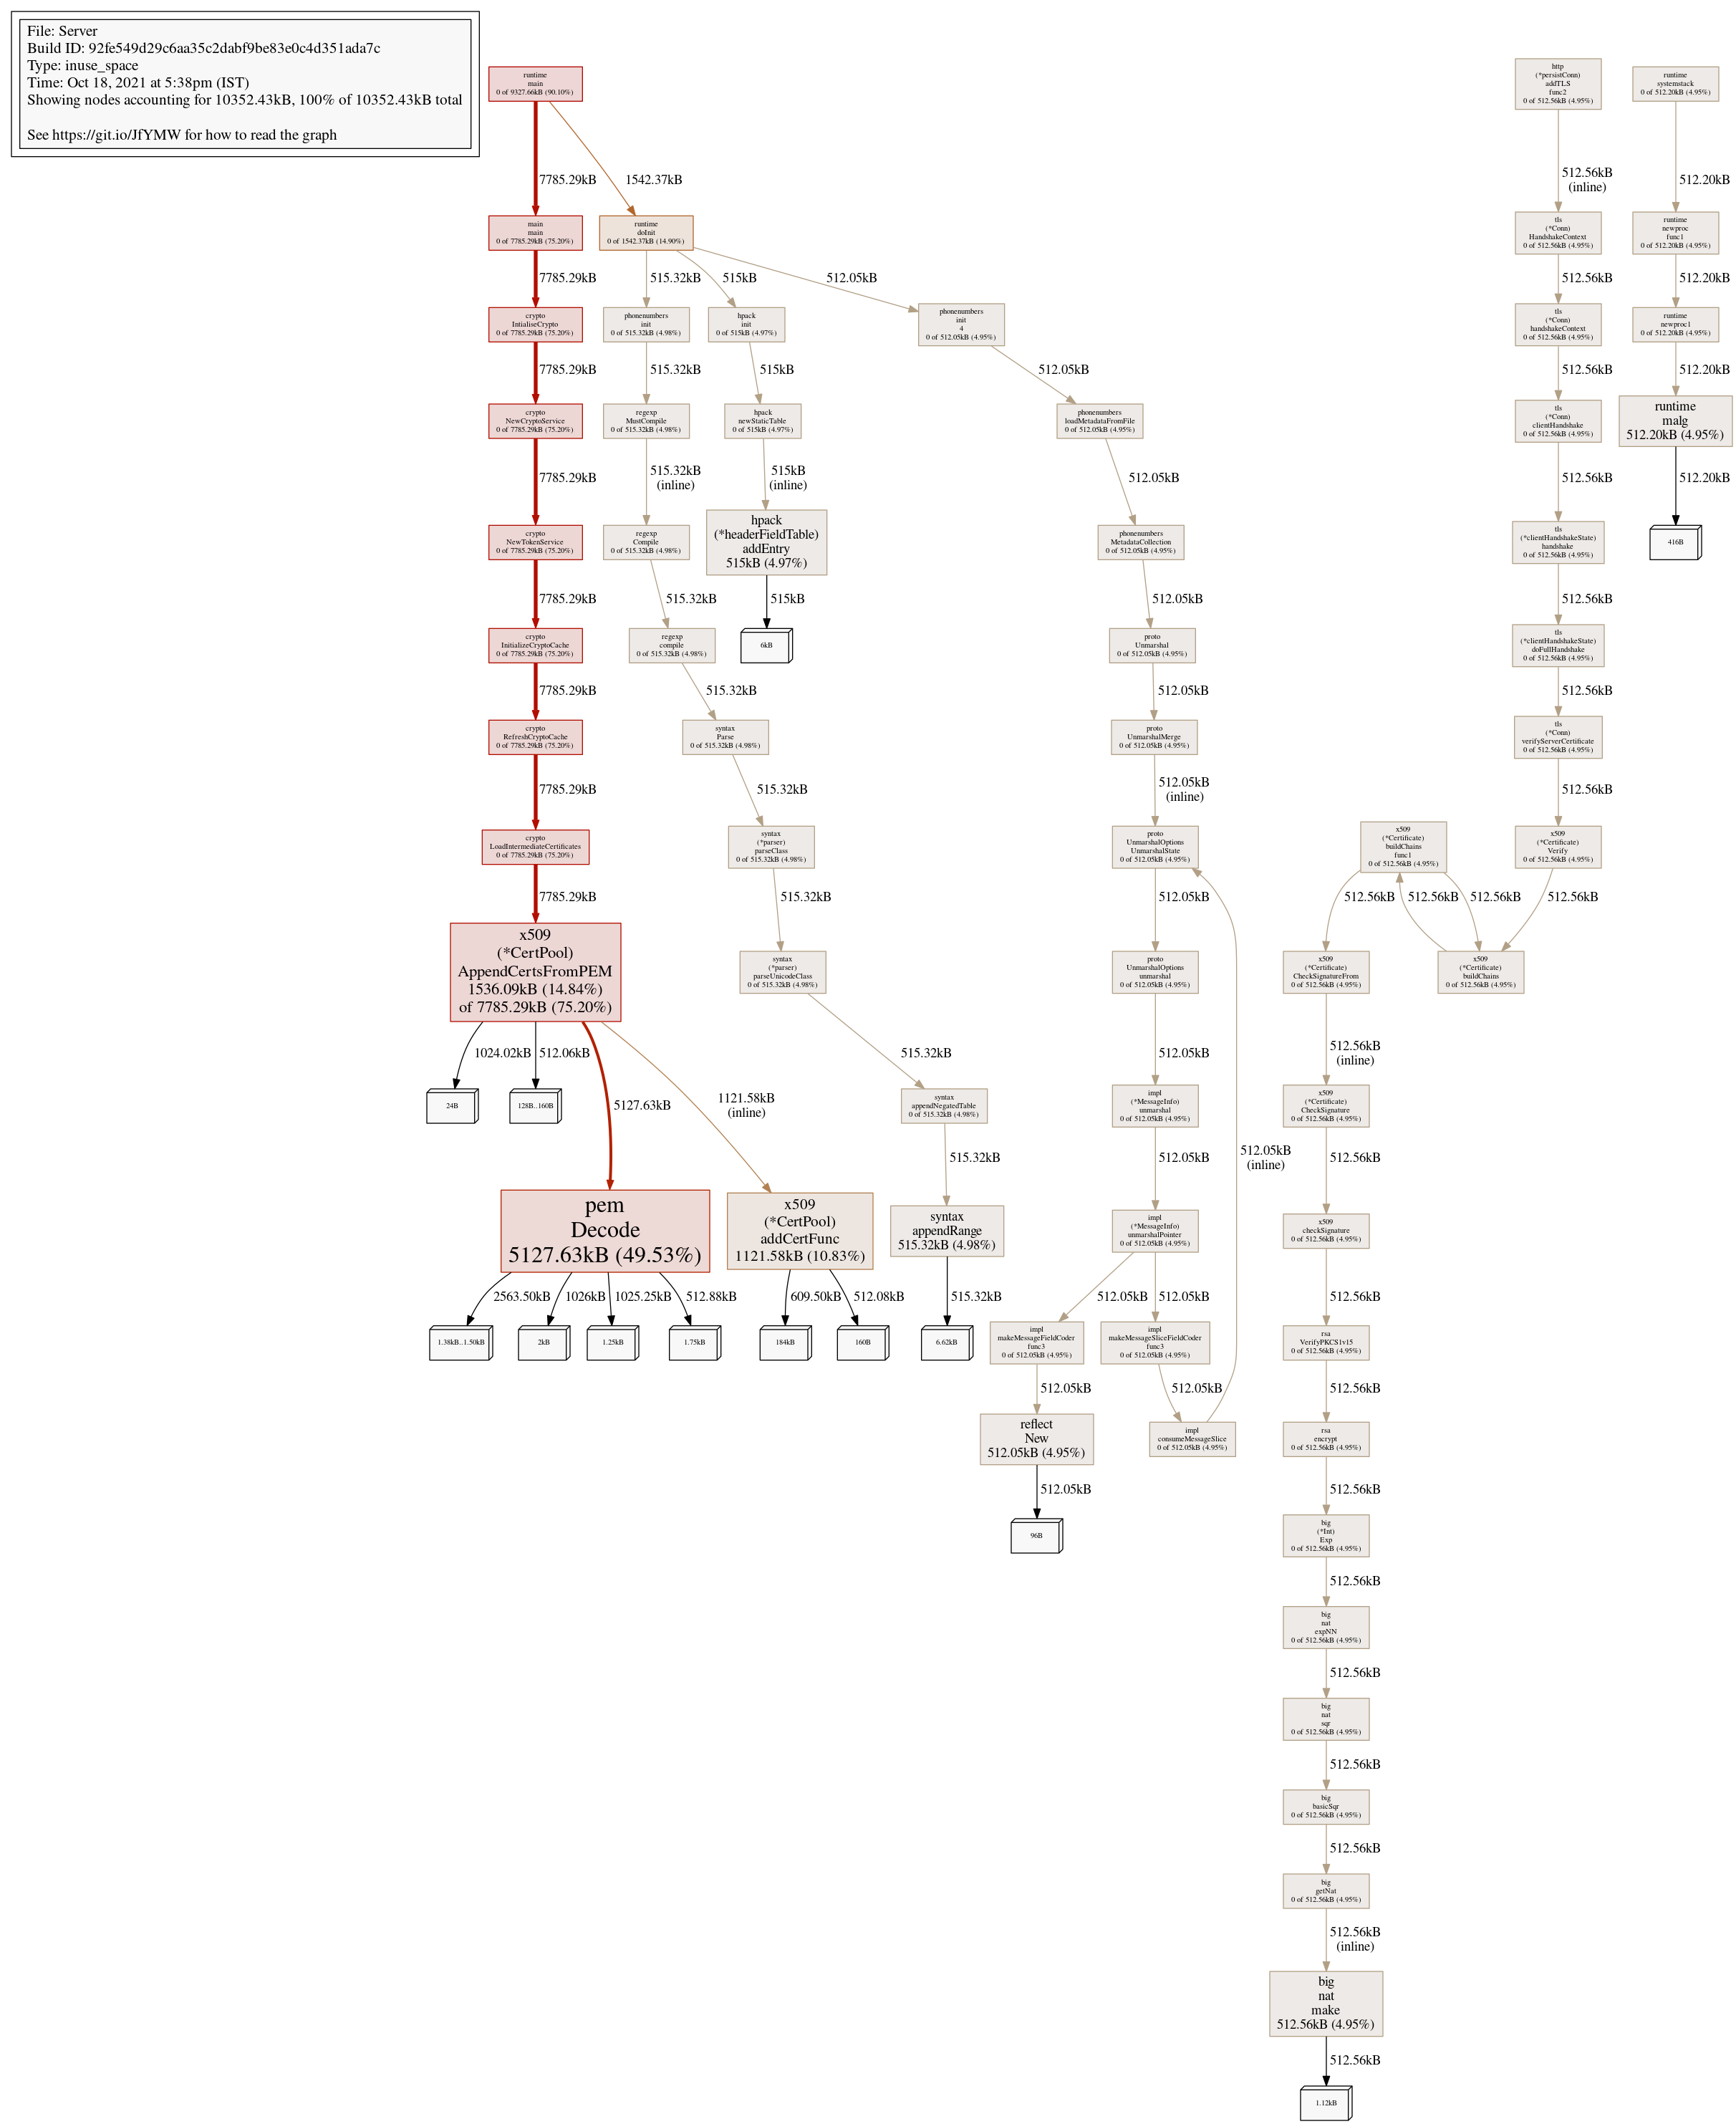 File: Server
Build ID: 92fe549d29c6aa35c2dabf9be83e0c4d351ada7c
Type: inuse_space
Time: Oct 18, 2021 at 5:38pm (IST)
Showing nodes accounting for 10352.43kB, 100% of 10352.43kB total
See https://git.io/JfYMW for how to read the graph
runtime
main
0 of 9327.66kB (90.10%)
7785.29kB
1542.37kB
main
main
0 of 7785.29kB (75.20%)
runtime
doInit
0 of 1542.37kB (14.90%)
7785.29kB
515.32kB
515kB
512.05kB
crypto
IntialiseCrypto
0 of 7785.29kB (75.20%)
phonenumbers
init
0 of 515.32kB (4.98%)
hpack
init
0 of 515kB (4.97%)
phonenumbers
init
4
0 of 512.05kB (4.95%)
7785.29kB
515.32kB
515kB
512.05kB
crypto
NewCryptoService
0 of 7785.29kB (75.20%)
regexp
MustCompile
0 of 515.32kB (4.98%)
hpack
newStaticTable
0 of 515kB (4.97%)
phonenumbers
loadMetadataFromFile
0 of 512.05kB (4.95%)
7785.29kB
515.32kB
(inline)
515kB
(inline)
512.05kB
crypto
NewTokenService
0 of 7785.29kB (75.20%)
regexp
Compile
0 of 515.32kB (4.98%)
hpack
(*headerFieldTable)
addEntry
515kB (4.97%)
phonenumbers
MetadataCollection
0 of 512.05kB (4.95%)
7785.29kB
515.32kB
515kB
512.05kB
crypto
InitializeCryptoCache
0 of 7785.29kB (75.20%)
regexp
compile
0 of 515.32kB (4.98%)
6kB
proto
Unmarshal
0 of 512.05kB (4.95%)
7785.29kB
515.32kB
512.05kB
crypto
RefreshCryptoCache
0 of 7785.29kB (75.20%)
syntax
Parse
0 of 515.32kB (4.98%)
proto
UnmarshalMerge
0 of 512.05kB (4.95%)
7785.29kB
515.32kB
512.05kB
(inline)
crypto
LoadIntermediateCertificates
0 of 7785.29kB (75.20%)
syntax
(*parser)
parseClass
0 of 515.32kB (4.98%)
proto
UnmarshalOptions
UnmarshalState
0 of 512.05kB (4.95%)
7785.29kB
515.32kB
512.05kB
x509
(*CertPool)
AppendCertsFromPEM
1536.09kB (14.84%)
of 7785.29kB (75.20%)
syntax
(*parser)
parseUnicodeClass
0 of 515.32kB (4.98%)
proto
UnmarshalOptions
unmarshal
0 of 512.05kB (4.95%)
1024.02kB
512.06kB
5127.63kB
1121.58kB
(inline)
515.32kB
512.05kB
24B
128B..160B
syntax
appendNegatedTable
0 of 515.32kB (4.98%)
impl
(*MessageInfo)
unmarshal
0 of 512.05kB (4.95%)
515.32kB
512.05kB
512.05kB
(inline)
pem
Decode
5127.63kB (49.53%)
x509
(*CertPool)
addCertFunc
1121.58kB (10.83%)
syntax
appendRange
515.32kB (4.98%)
impl
(*MessageInfo)
unmarshalPointer
0 of 512.05kB (4.95%)
2563.50kB
1026kB
1025.25kB
512.88kB
609.50kB
512.08kB
515.32kB
512.05kB
512.05kB
1.38kB..1.50kB
2kB
1.25kB
1.75kB
184kB
160B
6.62kB
impl
makeMessageFieldCoder
func3
0 of 512.05kB (4.95%)
impl
makeMessageSliceFieldCoder
func3
0 of 512.05kB (4.95%)
512.05kB
512.05kB
reflect
New
512.05kB (4.95%)
impl
consumeMessageSlice
0 of 512.05kB (4.95%)
512.05kB
96B
http
(*persistConn)
addTLS
func2
0 of 512.56kB (4.95%)
512.56kB
(inline)
tls
(*Conn)
HandshakeContext
0 of 512.56kB (4.95%)
512.56kB
tls
(*Conn)
handshakeContext
0 of 512.56kB (4.95%)
512.56kB
tls
(*Conn)
clientHandshake
0 of 512.56kB (4.95%)
512.56kB
tls
(*clientHandshakeState)
handshake
0 of 512.56kB (4.95%)
512.56kB
tls
(*clientHandshakeState)
doFullHandshake
0 of 512.56kB (4.95%)
512.56kB
tls
(*Conn)
verifyServerCertificate
0 of 512.56kB (4.95%)
512.56kB
x509
(*Certificate)
buildChains
func1
0 of 512.56kB (4.95%)
x509
(*Certificate)
Verify
0 of 512.56kB (4.95%)
512.56kB
512.56kB
512.56kB
512.56kB
x509
(*Certificate)
CheckSignatureFrom
0 of 512.56kB (4.95%)
x509
(*Certificate)
buildChains
0 of 512.56kB (4.95%)
512.56kB
(inline)
x509
(*Certificate)
CheckSignature
0 of 512.56kB (4.95%)
512.56kB
x509
checkSignature
0 of 512.56kB (4.95%)
512.56kB
rsa
VerifyPKCS1v15
0 of 512.56kB (4.95%)
512.56kB
rsa
encrypt
0 of 512.56kB (4.95%)
512.56kB
big
(*Int)
Exp
0 of 512.56kB (4.95%)
512.56kB
big
nat
expNN
0 of 512.56kB (4.95%)
512.56kB
big
nat
sqr
0 of 512.56kB (4.95%)
512.56kB
big
basicSqr
0 of 512.56kB (4.95%)
512.56kB
big
getNat
0 of 512.56kB (4.95%)
512.56kB
(inline)
big
nat
make
512.56kB (4.95%)
512.56kB
1.12kB
runtime
systemstack
0 of 512.20kB (4.95%)
512.20kB
runtime
newproc
func1
0 of 512.20kB (4.95%)
512.20kB
runtime
newproc1
0 of 512.20kB (4.95%)
512.20kB
runtime
malg
512.20kB (4.95%)
512.20kB
416B